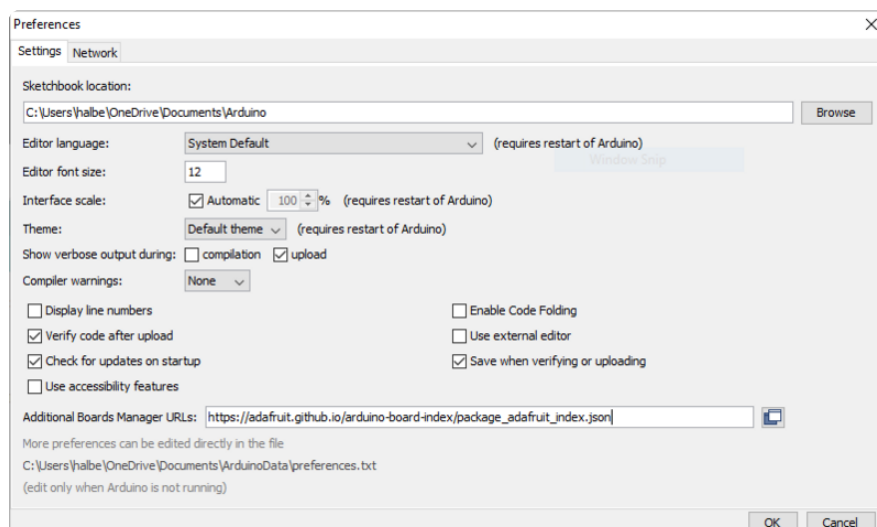 Preferences
Settings Network
Sketchbook location:
C:\Users\halbe\OneDrive\Documents\Arduino Browse
Editor language: System Default (requires restart of Arduino)
Window Snip
Editor font size: 12
Interface scale: Automatic 100 % (requires restart of Arduino)
Theme: Default theme (requires restart of Arduino)
Show verbose output during: compilation upload
Compiler warnings: None
Display line numbers Enable Code Folding
Verify code after upload Use external editor
Check for updates on startup Save when verifying or uploading
Use accessibility features
Additional Boards Manager URLs: https://adafruit.github.io/arduino-board-index/package_adafruit_index.json
More preferences can be edited directly in the file
C:\Users\halbe\OneDrive\Documents\ArduinoData\preferences.txt
(edit only when Arduino is not running)
OK Cancel